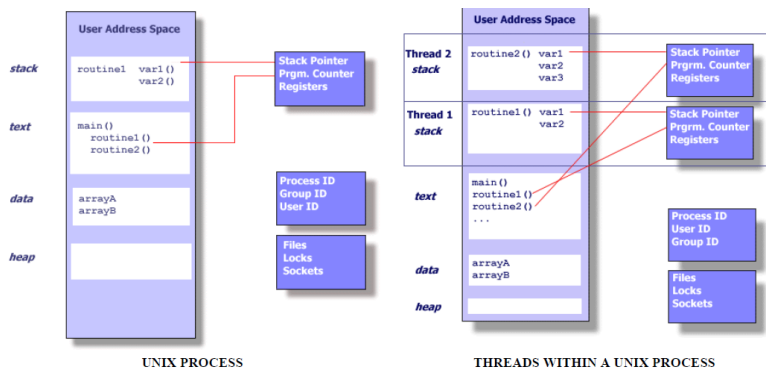 User Address Space
stack
routine1 var1()
var2()
Stack Pointer
Prgm. Counter
Registers
text
main()
routine1()
routine2()
data
arrayA
arrayB
heap
Process ID
Group ID
User ID
Files
Locks
Sockets
UNIX PROCESS
User Address Space
Thread 2
stack
routine2() var1
var2
var3
Stack Pointer
Prgrm. Counter
Registers
Thread 1
stack
routine1() var1
var2
Stack Pointer
Prgrm. Counter
Registers
text
main()
routine1()
routine2()
...
data
arrayA
arrayB
heap
Process ID
User ID
Group ID
Files
Locks
Sockets
THREADS WITHIN A UNIX PROCESS